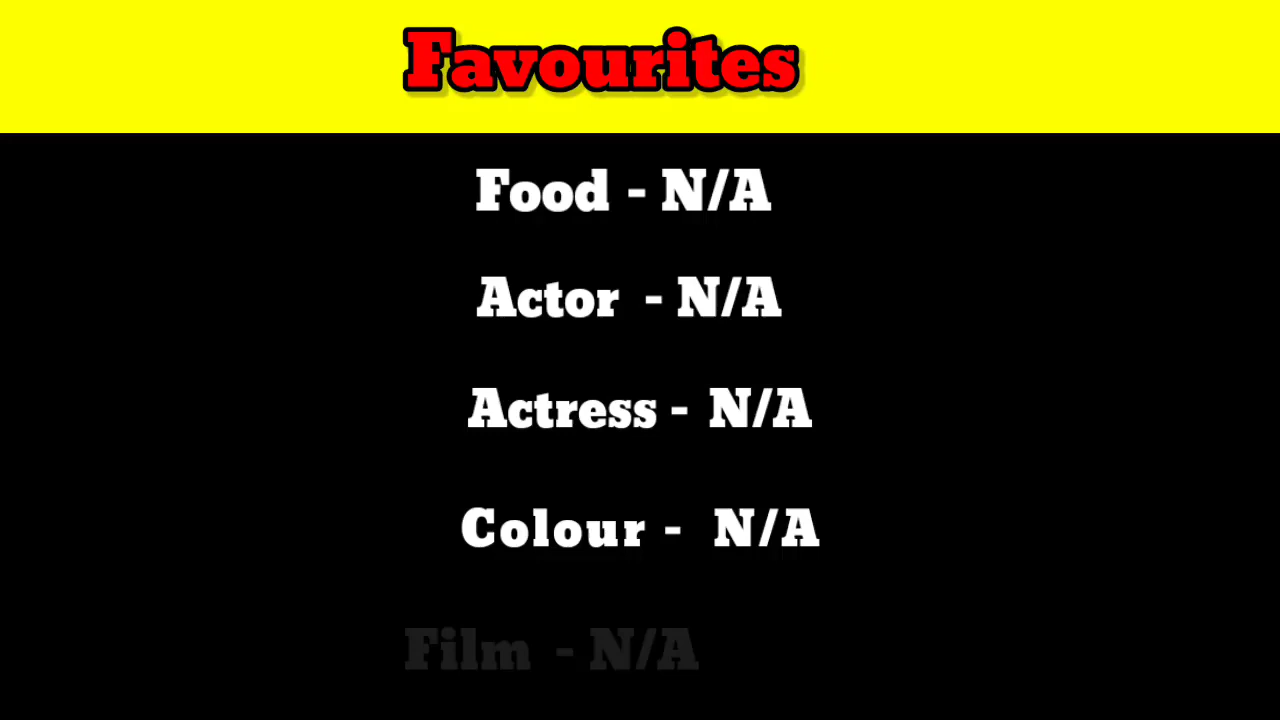 Favourites
Food - N/A
Actor - N/A
Actress - N/A
Colour - N/A
Film - N/A